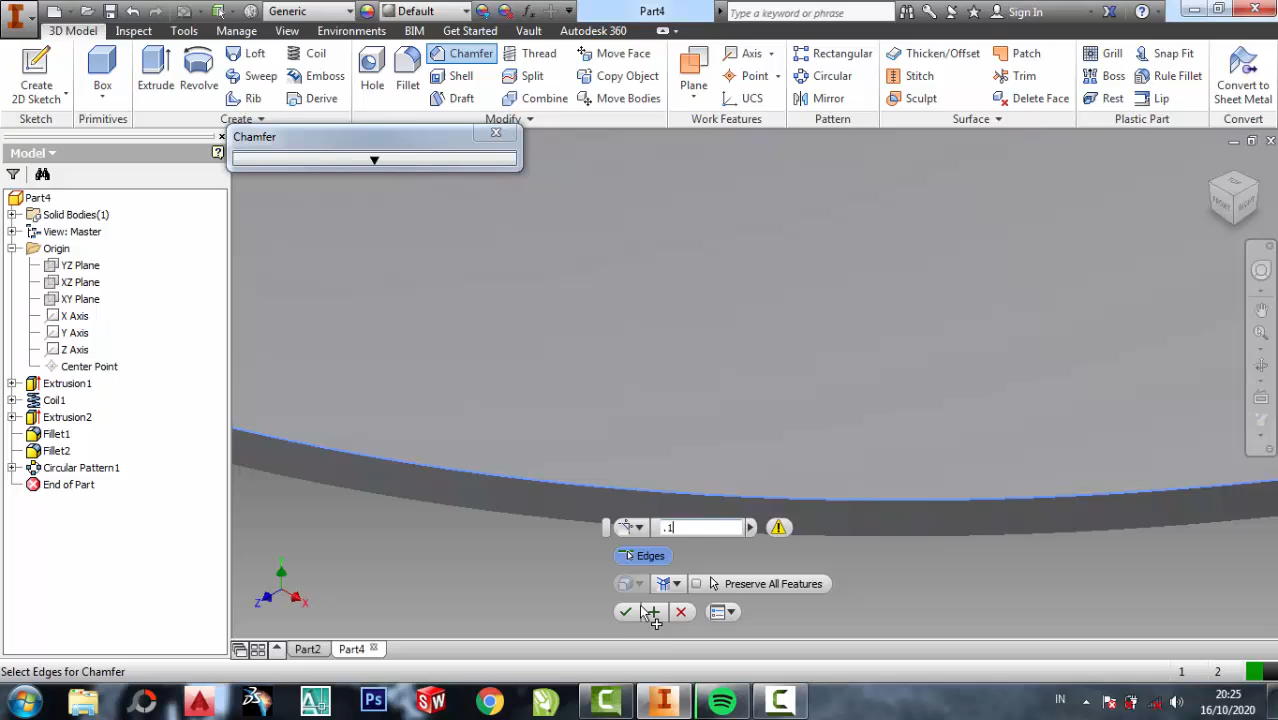 Generic
Default
Part4
Type a keyword or phrase
Sign In
3D Model
Inspect
Tools
Manage
View
Environments
BIM
Get Started
Vault
Autodesk 360
Create
2D Sketch
Box
Extrude
Revolve
Loft
Sweep
Rib
Coil
Emboss
Derive
Hole
Fillet
Chamfer
Shell
Draft
Thread
Split
Combine
Move Face
Copy Object
Move Bodies
Plane
Axis
Point
UCS
Rectangular
Circular
Mirror
Thicken/Offset
Stitch
Sculpt
Patch
Trim
Delete Face
Grill
Boss
Rest
Snap Fit
Rule Fillet
Lip
Convert to
Sheet Metal
Sketch
Primitives
Create
Modify
Work Features
Pattern
Surface
Plastic Part
Convert
Chamfer
Model
Part4
Solid Bodies(1)
View: Master
Origin
YZ Plane
XZ Plane
XY Plane
X Axis
Y Axis
Z Axis
Center Point
Extrusion1
Coil1
Extrusion2
Fillet1
Fillet2
Circular Pattern1
End of Part
TOP
FRONT
RIGHT
.1
Edges
Preserve All Features
Y
Z
X
Part2
Part4
Select Edges for Chamfer
1
2
Ps
SW
IN
20:25
16/10/2020